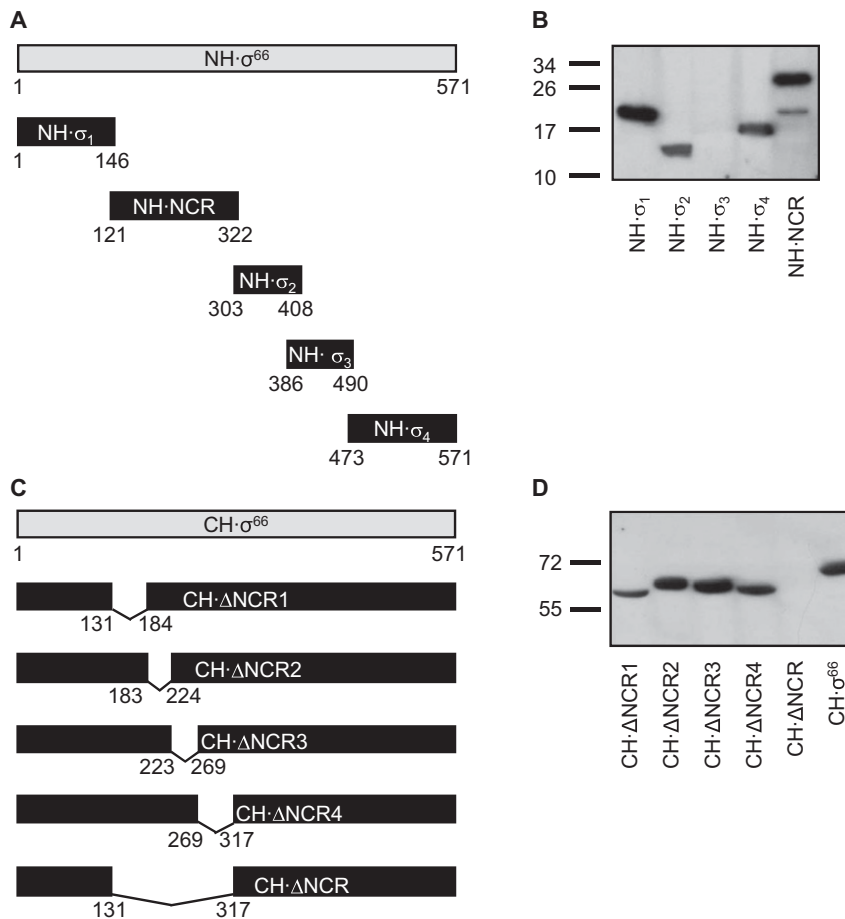 A
NH·σ⁶⁶
1 571
NH·σ₁
1 146
NH·NCR
121 322
NH·σ₂
303 408
NH· σ₃
386 490
NH·σ₄
473 571
B
34
26
17
10
NH·σ₁
NH·σ₂
NH·σ₃
NH·σ₄
NH·NCR
C
CH·σ⁶⁶
1 571
CH·ΔNCR1
131 184
CH·ΔNCR2
183 224
CH·ΔNCR3
223 269
CH·ΔNCR4
269 317
CH·ΔNCR
131 317
D
72
55
CH·ΔNCR1
CH·ΔNCR2
CH·ΔNCR3
CH·ΔNCR4
CH·ΔNCR
CH·σ⁶⁶